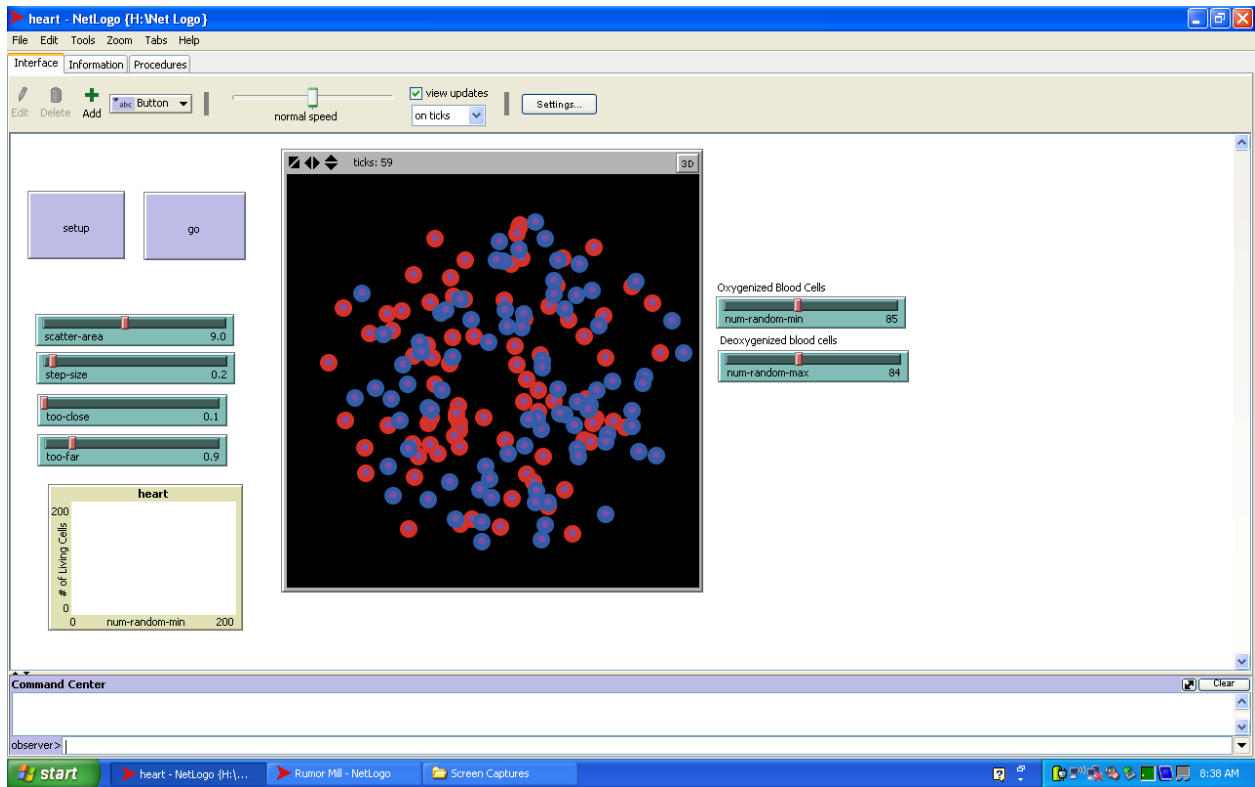 heart - NetLogo {H:\Net Logo}
File Edit Tools Zoom Tabs Help
Interface Information Procedures
Edit Delete Add abc Button normal speed view updates on ticks Settings...
ticks: 59 3D
setup go
scatter-area 9.0
step-size 0.2
too-close 0.1
too-far 0.9
Oxygenized Blood Cells
num-random-min 85
Deoxygenized blood cells
num-random-max 84
heart
200
# of Living Cells
0
0 num-random-min 200
Command Center Clear
observer>
start heart - NetLogo {H:\... Rumor Mill - NetLogo Screen Captures 8:38 AM